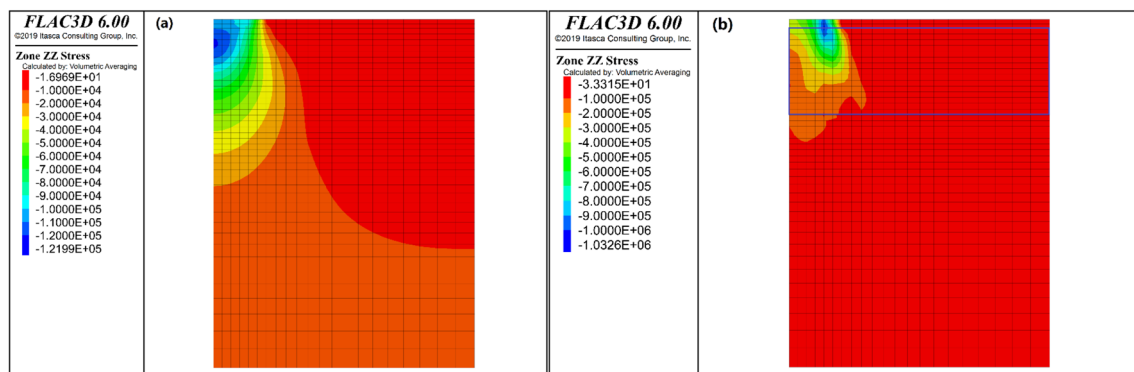 FLAC3D 6.00
©2019 Itasca Consulting Group, Inc.
Zone ZZ Stress
Calculated by: Volumetric Averaging
-1.6969E+01
-1.0000E+04
-2.0000E+04
-3.0000E+04
-4.0000E+04
-5.0000E+04
-6.0000E+04
-7.0000E+04
-8.0000E+04
-9.0000E+04
-1.0000E+05
-1.1000E+05
-1.2000E+05
-1.2199E+05
(a)
FLAC3D 6.00
©2019 Itasca Consulting Group, Inc.
Zone ZZ Stress
Calculated by: Volumetric Averaging
-3.3315E+01
-1.0000E+05
-2.0000E+05
-3.0000E+05
-4.0000E+05
-5.0000E+05
-6.0000E+05
-7.0000E+05
-8.0000E+05
-9.0000E+05
-1.0000E+06
-1.0326E+06
(b)